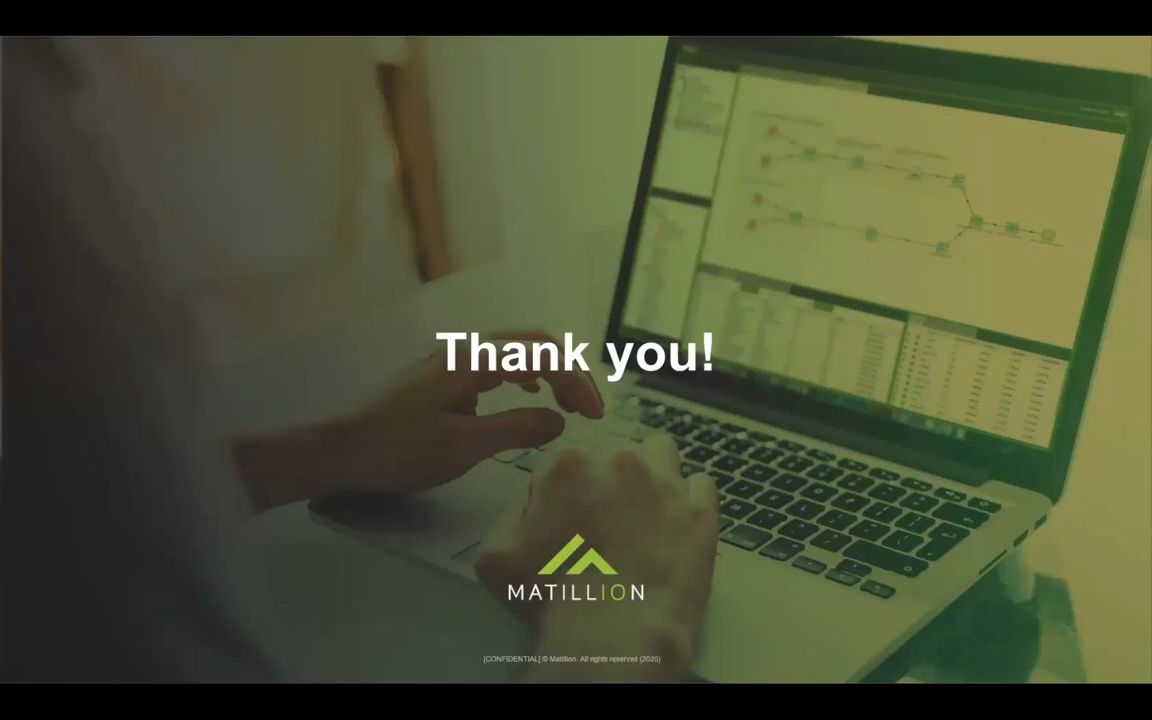 Thank you!
MATILLION
[CONFIDENTIAL] © Matillion. All rights reserved (2020)